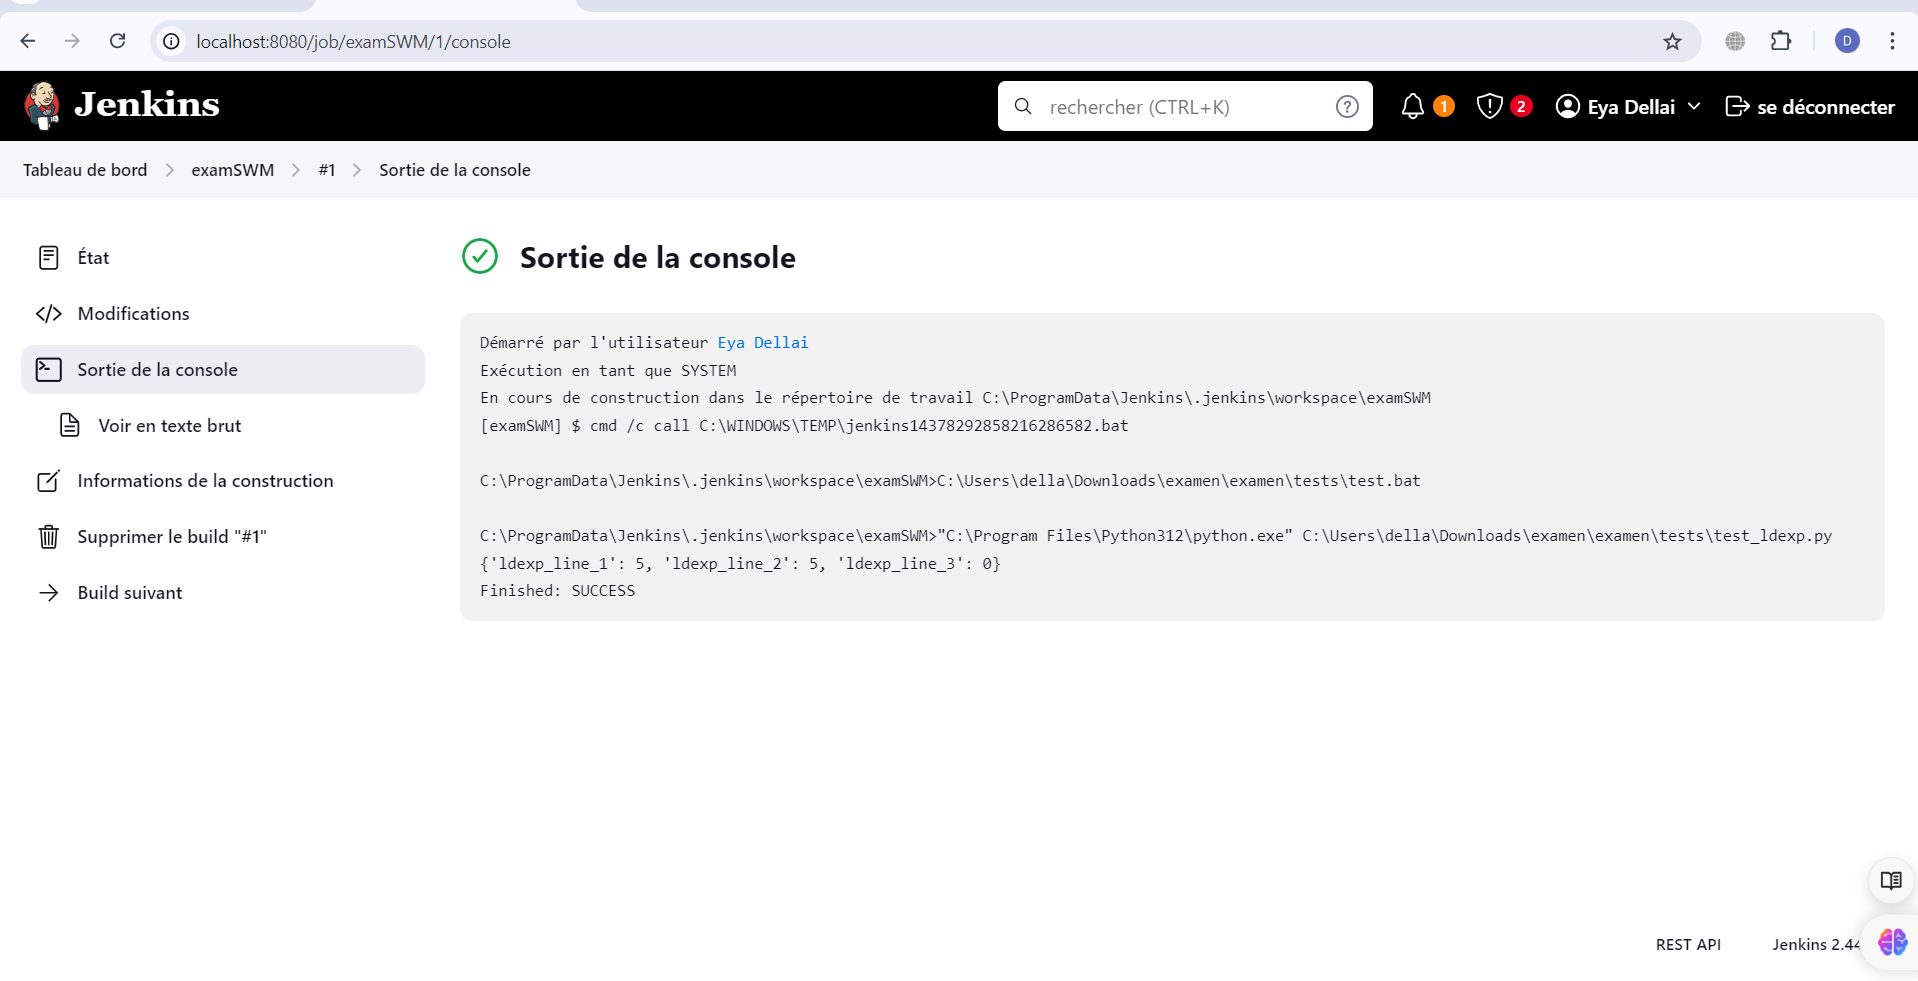 localhost:8080/job/examSWM/1/console
D
Jenkins
rechercher (CTRL+K)
1
2
Eya Dellai
se déconnecter
Tableau de bord
examSWM
#1
Sortie de la console
État
Modifications
Sortie de la console
Voir en texte brut
Informations de la construction
Supprimer le build "#1"
Build suivant
Sortie de la console
Démarré par l'utilisateur Eya Dellai
Exécution en tant que SYSTEM
En cours de construction dans le répertoire de travail C:\ProgramData\Jenkins\.jenkins\workspace\examSWM
[examSWM] $ cmd /c call C:\WINDOWS\TEMP\jenkins14378292858216286582.bat
C:\ProgramData\Jenkins\.jenkins\workspace\examSWM>C:\Users\della\Downloads\examen\examen\tests\test.bat
C:\ProgramData\Jenkins\.jenkins\workspace\examSWM>"C:\Program Files\Python312\python.exe" C:\Users\della\Downloads\examen\examen\tests\test_ldexp.py
{'ldexp_line_1': 5, 'ldexp_line_2': 5, 'ldexp_line_3': 0}
Finished: SUCCESS
REST API
Jenkins 2.44